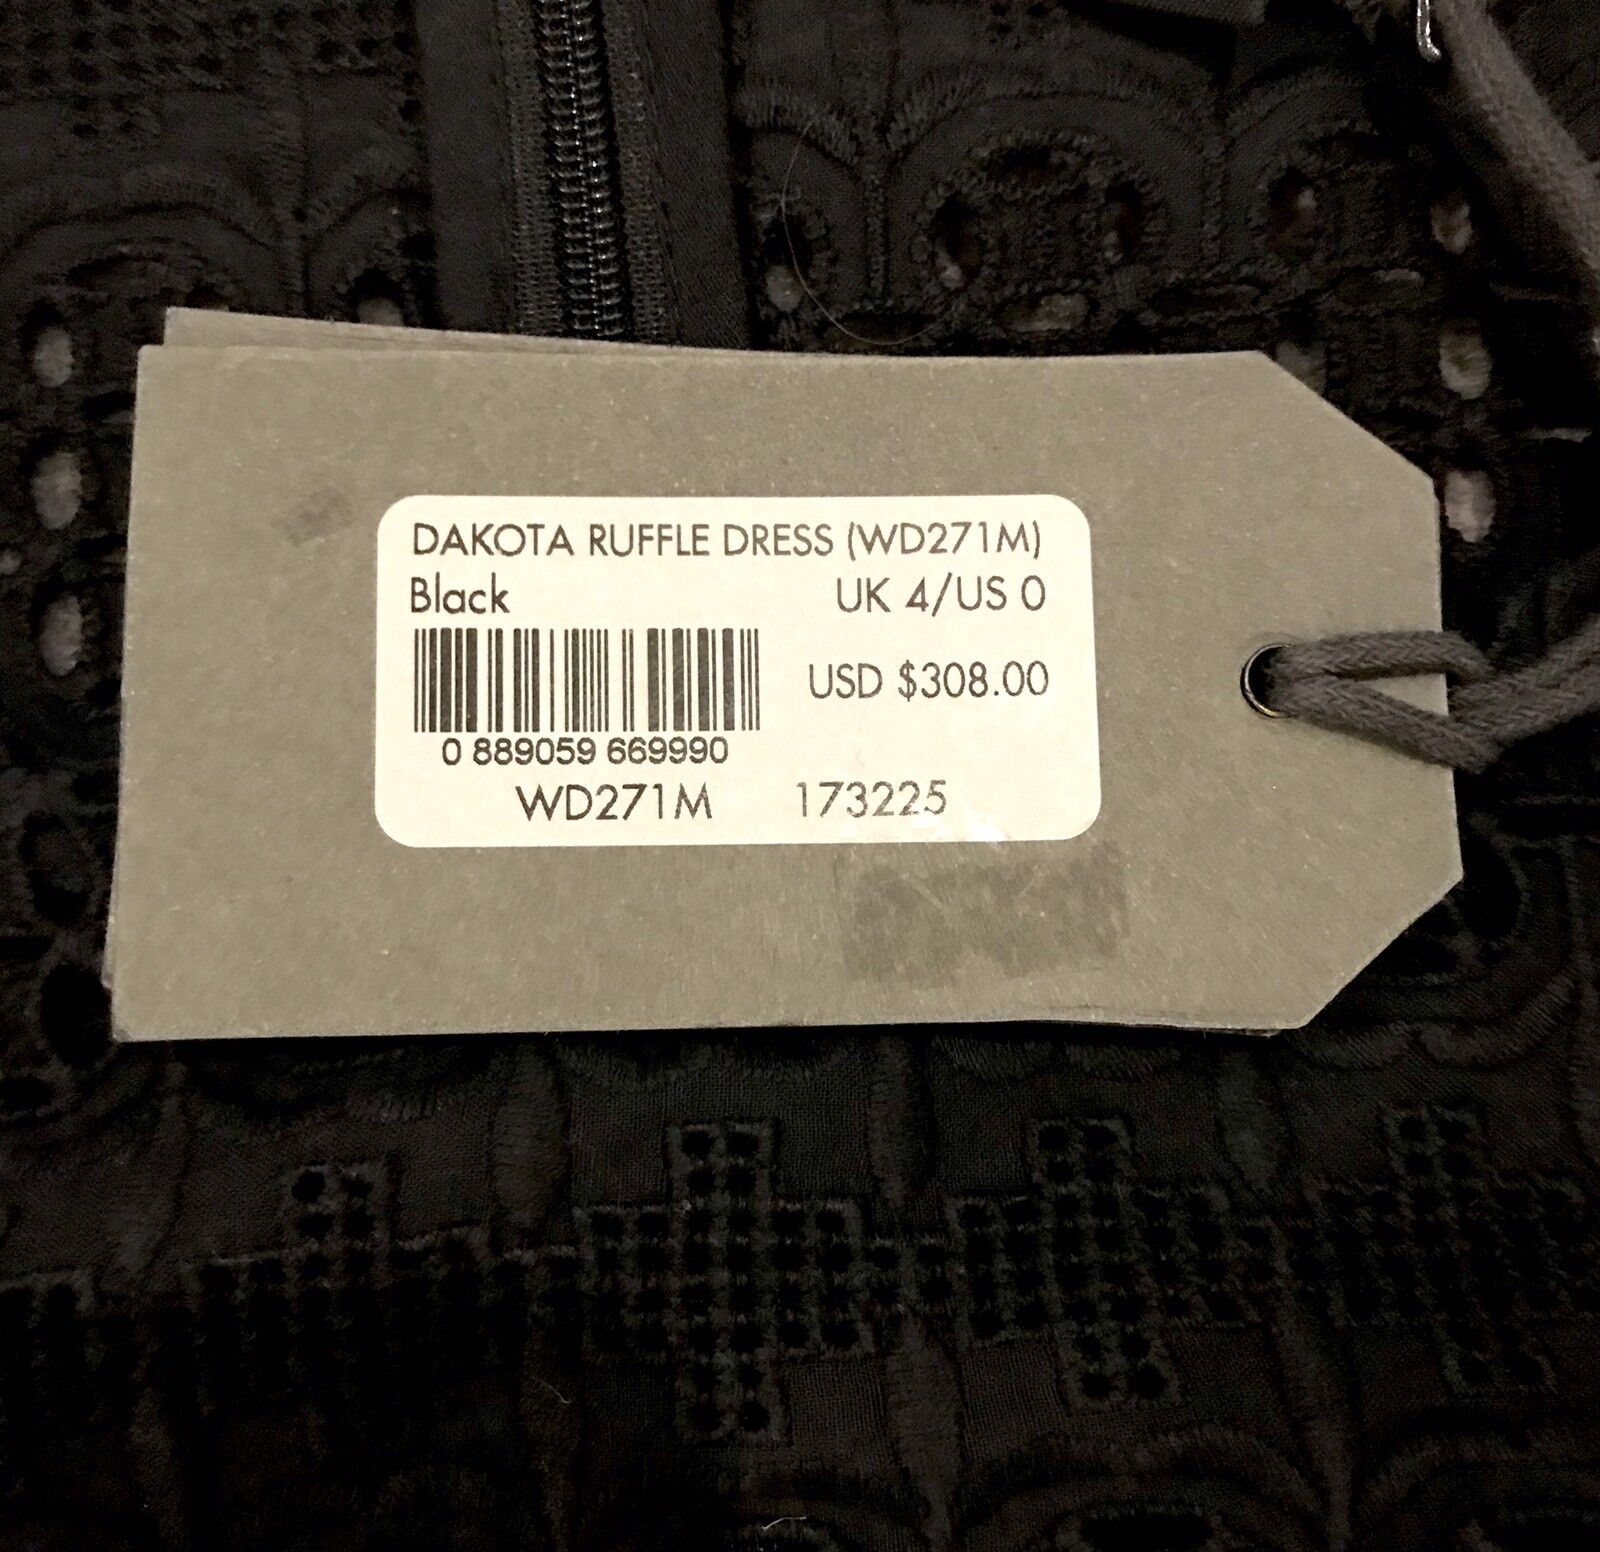 DAKOTA RUFFLE DRESS (WD271M)
Black UK 4/US 0
USD $308.00
0 889059 669990
WD271M 173225